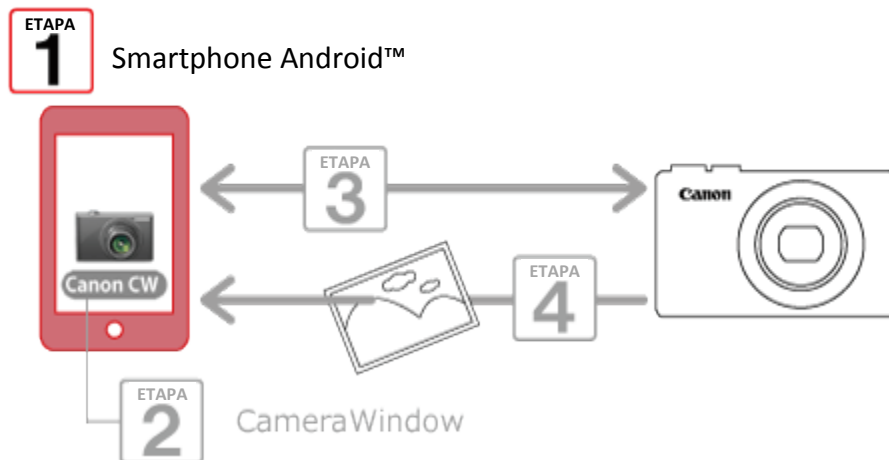 ETAPA
1
Smartphone Android™
ETAPA
3
Canon
Canon CW
ETAPA
4
ETAPA
2
CameraWindow